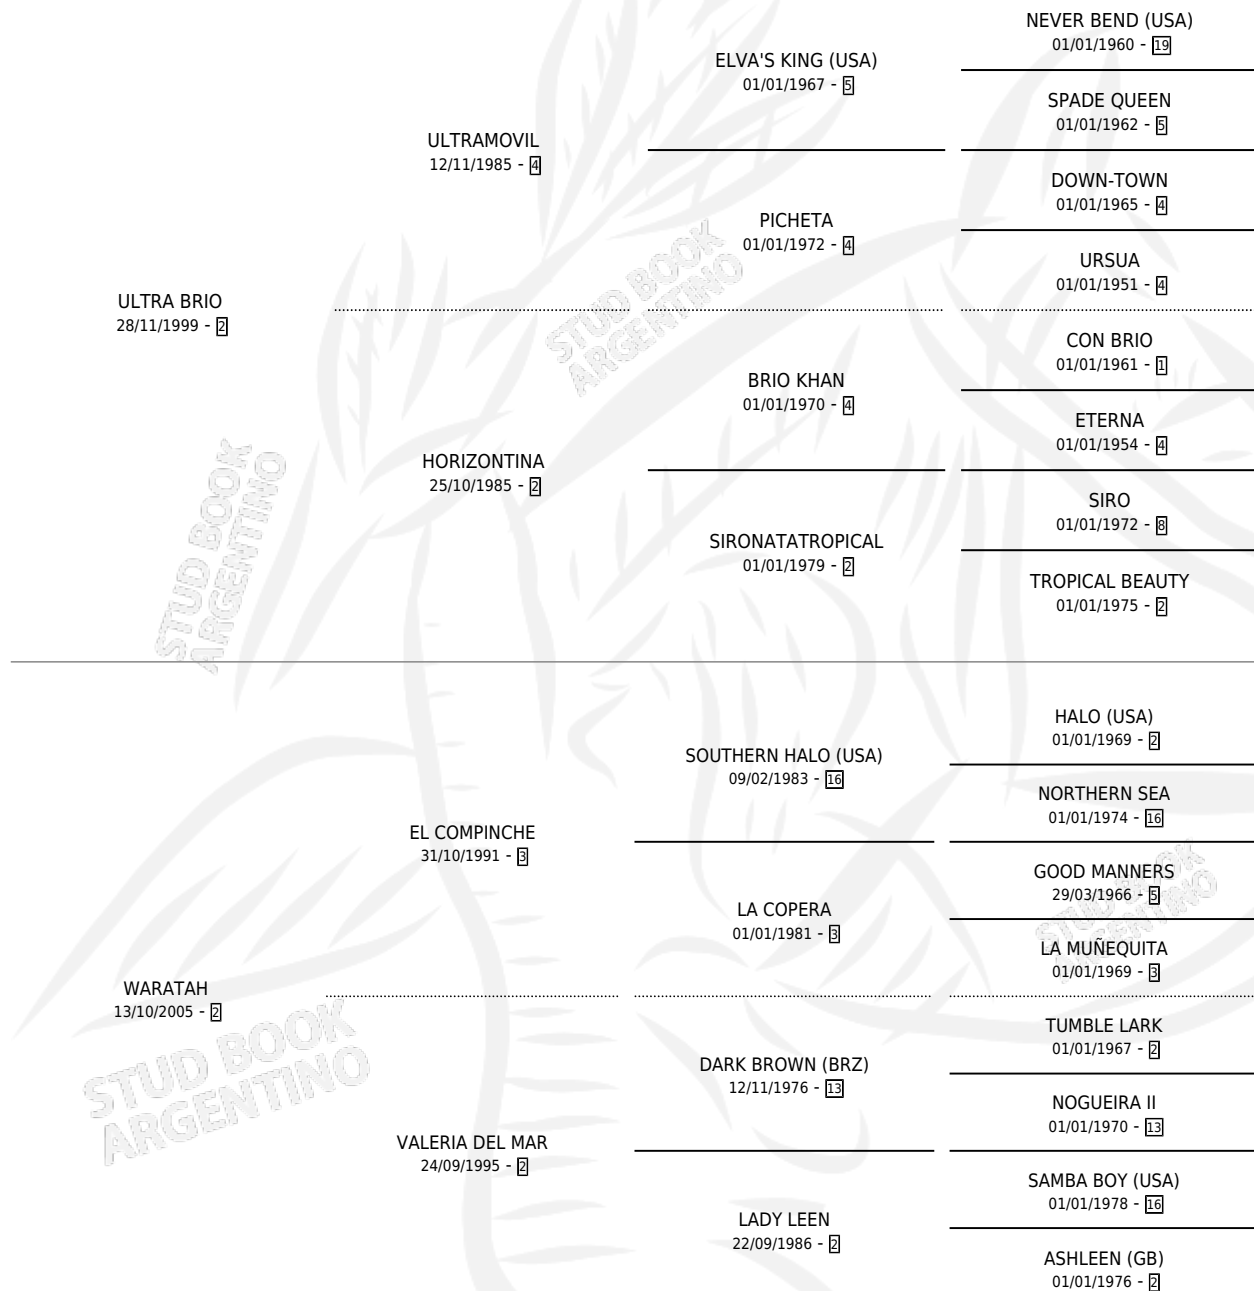 NEVER BEND (USA)
01/01/1960 - 19
ELVA'S KING (USA)
01/01/1967 - 5
SPADE QUEEN
01/01/1962 - 5
ULTRAMOVIL
12/11/1985 - 4
DOWN-TOWN
01/01/1965 - 4
PICHETA
01/01/1972 - 4
URSUA
01/01/1951 - 4
ULTRA BRIO
28/11/1999 - 2
CON BRIO
01/01/1961 - 1
BRIO KHAN
01/01/1970 - 4
ETERNA
01/01/1954 - 4
HORIZONTINA
25/10/1985 - 2
SIRO
01/01/1972 - 8
SIRONATATROPICAL
01/01/1979 - 2
TROPICAL BEAUTY
01/01/1975 - 2
HALO (USA)
01/01/1969 - 2
SOUTHERN HALO (USA)
09/02/1983 - 16
NORTHERN SEA
01/01/1974 - 16
EL COMPINCHE
31/10/1991 - 3
GOOD MANNERS
29/03/1966 - 5
LA COPERA
01/01/1981 - 3
LA MUÑEQUITA
01/01/1969 - 3
WARATAH
13/10/2005 - 2
TUMBLE LARK
01/01/1967 - 2
DARK BROWN (BRZ)
12/11/1976 - 13
NOGUEIRA II
01/01/1970 - 13
VALERIA DEL MAR
24/09/1995 - 2
SAMBA BOY (USA)
01/01/1978 - 16
LADY LEEN
22/09/1986 - 2
ASHLEEN (GB)
01/01/1976 - 2
STUD BOOK
ARGENTINO
STUD BOOK
ARGENTINO
STUD BOOK
ARGENTINO
STUD BOOK
ARGENTINO